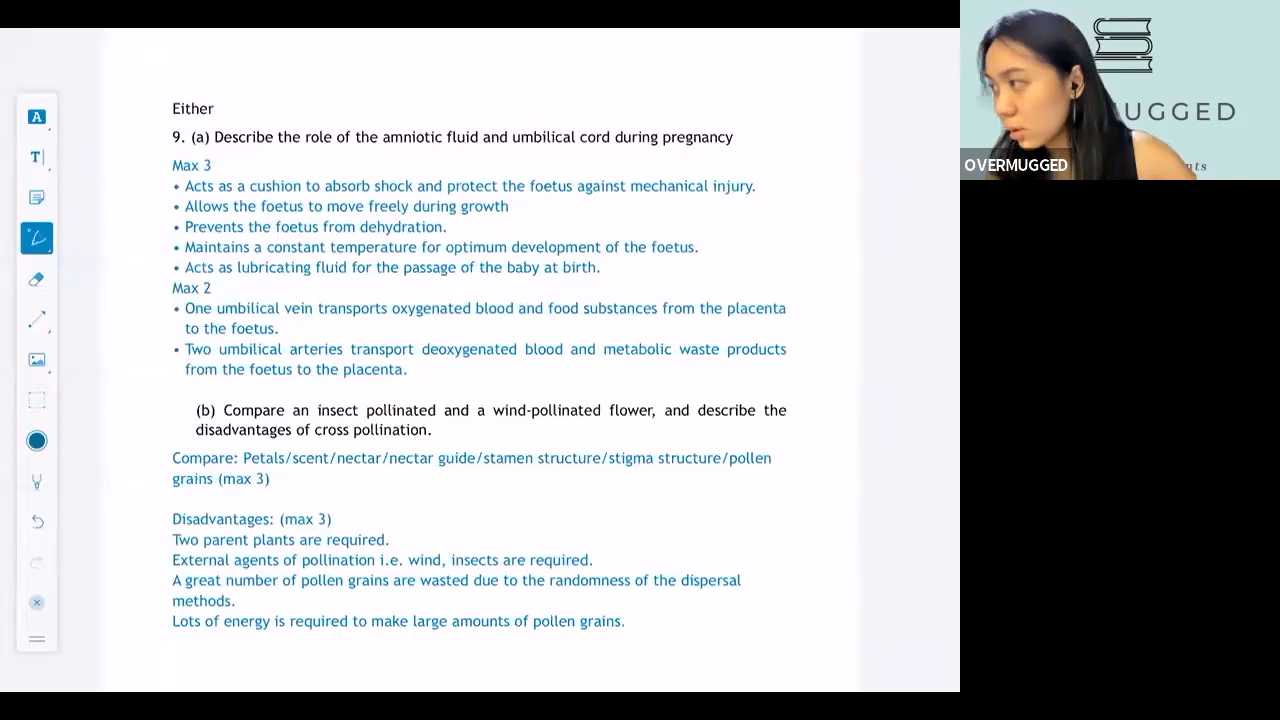 Either
9. (a) Describe the role of the amniotic fluid and umbilical cord during pregnancy
Max 3
• Acts as a cushion to absorb shock and protect the foetus against mechanical injury.
• Allows the foetus to move freely during growth
• Prevents the foetus from dehydration.
• Maintains a constant temperature for optimum development of the foetus.
• Acts as lubricating fluid for the passage of the baby at birth.
Max 2
• One umbilical vein transports oxygenated blood and food substances from the placenta
to the foetus.
• Two umbilical arteries transport deoxygenated blood and metabolic waste products
from the foetus to the placenta.
(b) Compare an insect pollinated and a wind-pollinated flower, and describe the
disadvantages of cross pollination.
Compare: Petals/scent/nectar/nectar guide/stamen structure/stigma structure/pollen
grains (max 3)
Disadvantages: (max 3)
Two parent plants are required.
External agents of pollination i.e. wind, insects are required.
A great number of pollen grains are wasted due to the randomness of the dispersal
methods.
Lots of energy is required to make large amounts of pollen grains.
A
T
UGGED
OVERMUGGED
nts